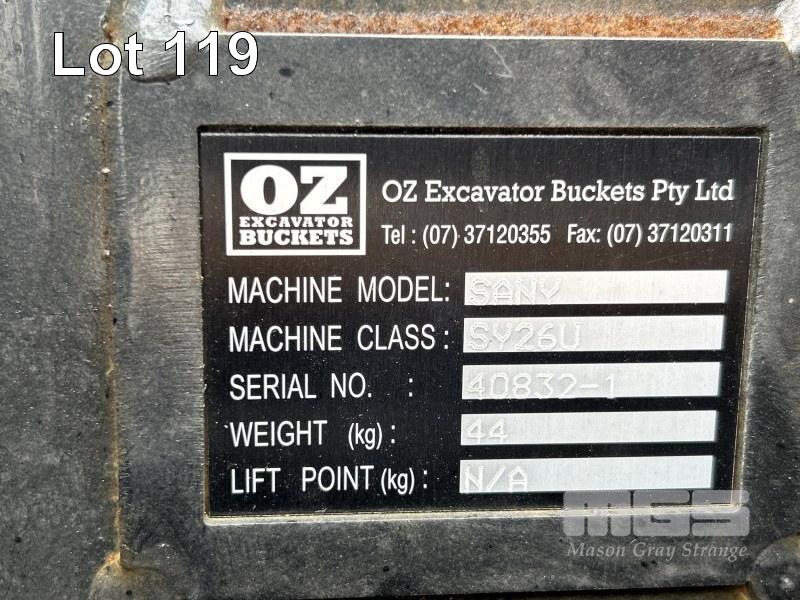 Lot 119
OZ
EXCAVATOR
BUCKETS
OZ Excavator Buckets Pty Ltd
Tel : (07) 37120355 Fax: (07) 37120311
MACHINE MODEL: SANY
MACHINE CLASS : SY26U
SERIAL NO. : 40832-1
WEIGHT (kg) : 44
LIFT POINT (kg) : N/A
MGS
Mason Gray Strange